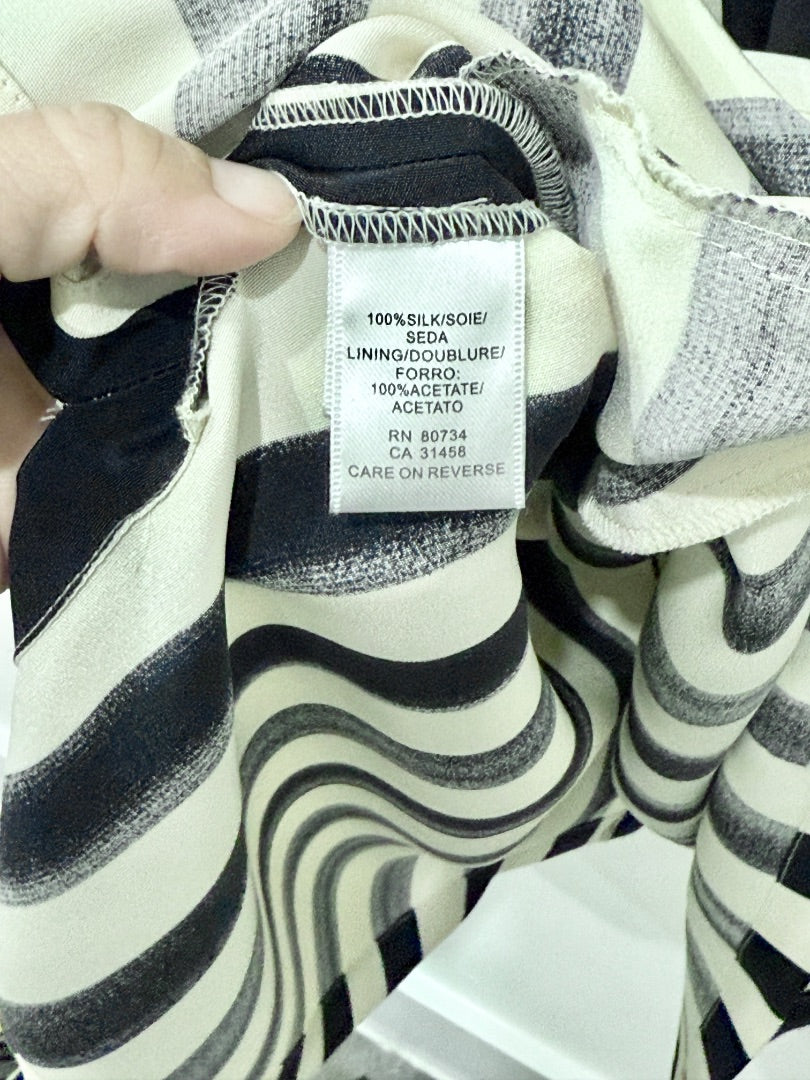 100%SILK/SOIE/
SEDA
LINING/DOUBLURE/
FORRO:
100%ACETATE/
ACETATO
RN 80734
CA 31458
CARE ON REVERSE